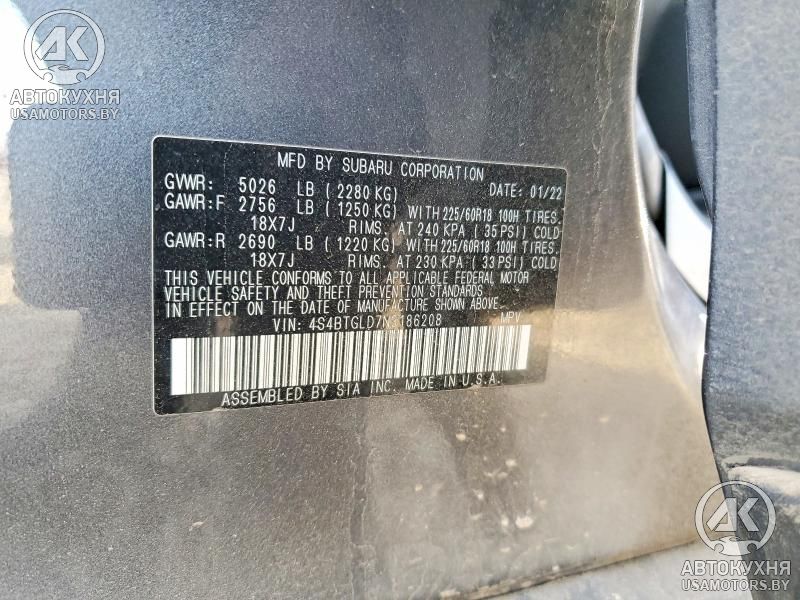 АК
АВТОКУХНЯ
USAMOTORS.BY
MFD BY SUBARU CORPORATION
GVWR: 5026 LB ( 2280 KG) DATE: 01/22
GAWR:F 2756 LB ( 1250 KG) WITH 225/60R18 100H TIRES.
18X7J RIMS. AT 240 KPA ( 35 PSI) COLD
GAWR:R 2690 LB ( 1220 KG) WITH 225/60R18 100H TIRES.
18X7J RIMS. AT 230 KPA ( 33 PSI) COLD
THIS VEHICLE CONFORMS TO ALL APPLICABLE FEDERAL MOTOR
VEHICLE SAFETY AND THEFT PREVENTION STANDARDS
IN EFFECT ON THE DATE OF MANUFACTURE SHOWN ABOVE.
VIN: 4S4BTGLD7N3186208 MPV
ASSEMBLED BY SIA INC. MADE IN U.S.A.
АК
АВТОКУХНЯ
USAMOTORS.BY